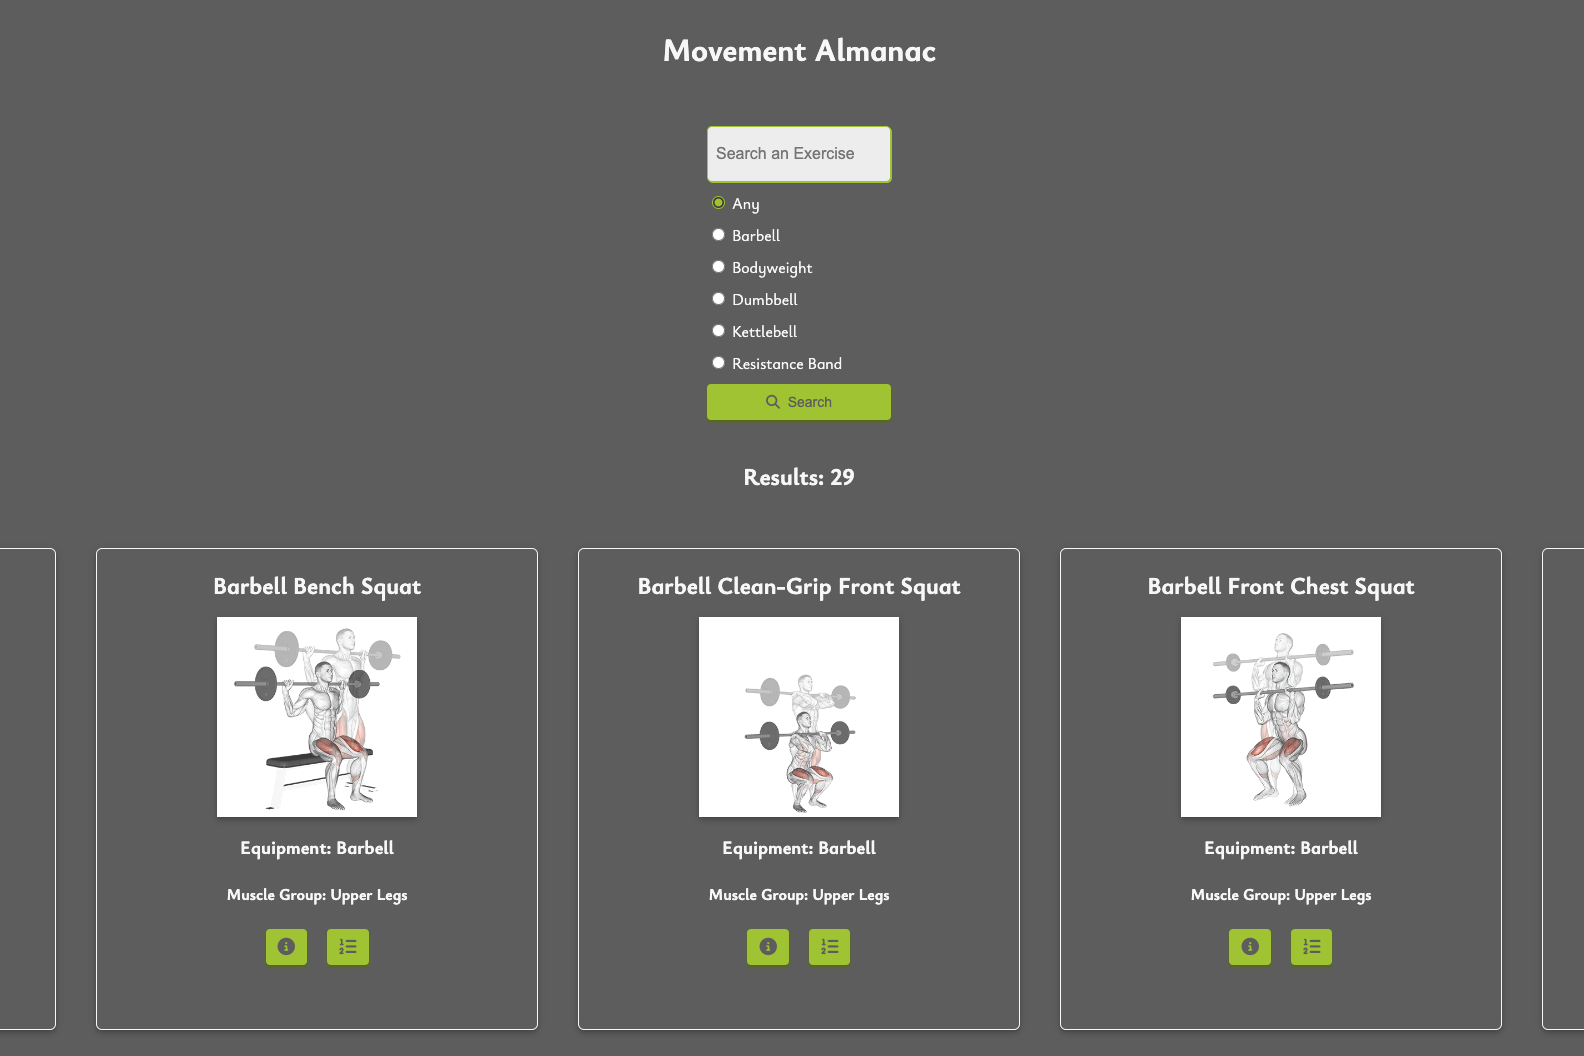 Movement Almanac
Search an Exercise
Any
Barbell
Bodyweight
Dumbbell
Kettlebell
Resistance Band
Search
Results: 29
Barbell Bench Squat
Equipment: Barbell
Muscle Group: Upper Legs
Barbell Clean-Grip Front Squat
Equipment: Barbell
Muscle Group: Upper Legs
Barbell Front Chest Squat
Equipment: Barbell
Muscle Group: Upper Legs